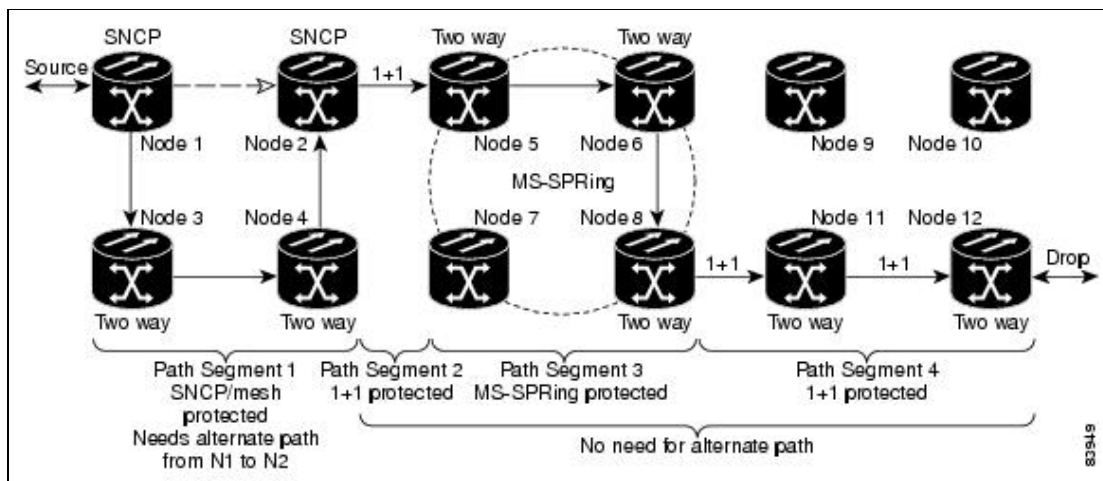 SNCP
SNCP
Two way
Two way
Source
1+1
Node 1
Node 2
Node 5
Node 6
Node 9
Node 10
MS-SPRing
Node 3
Node 4
Node 7
Node 8
Node 11
Node 12
1+1
1+1
Drop
Two way
Two way
Two way
Two way
Two way
Path Segment 1
SNCP/mesh
protected
Needs alternate path
from N1 to N2
Path Segment 2
1+1 protected
Path Segment 3
MS-SPRing protected
Path Segment 4
1+1 protected
No need for alternate path
83949